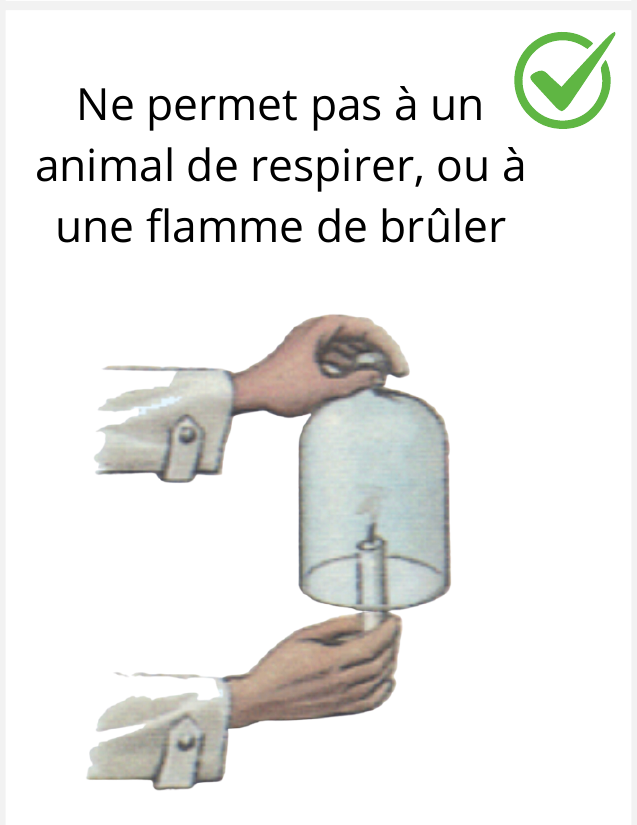 Ne permet pas à un
animal de respirer, ou à
une flamme de brûler